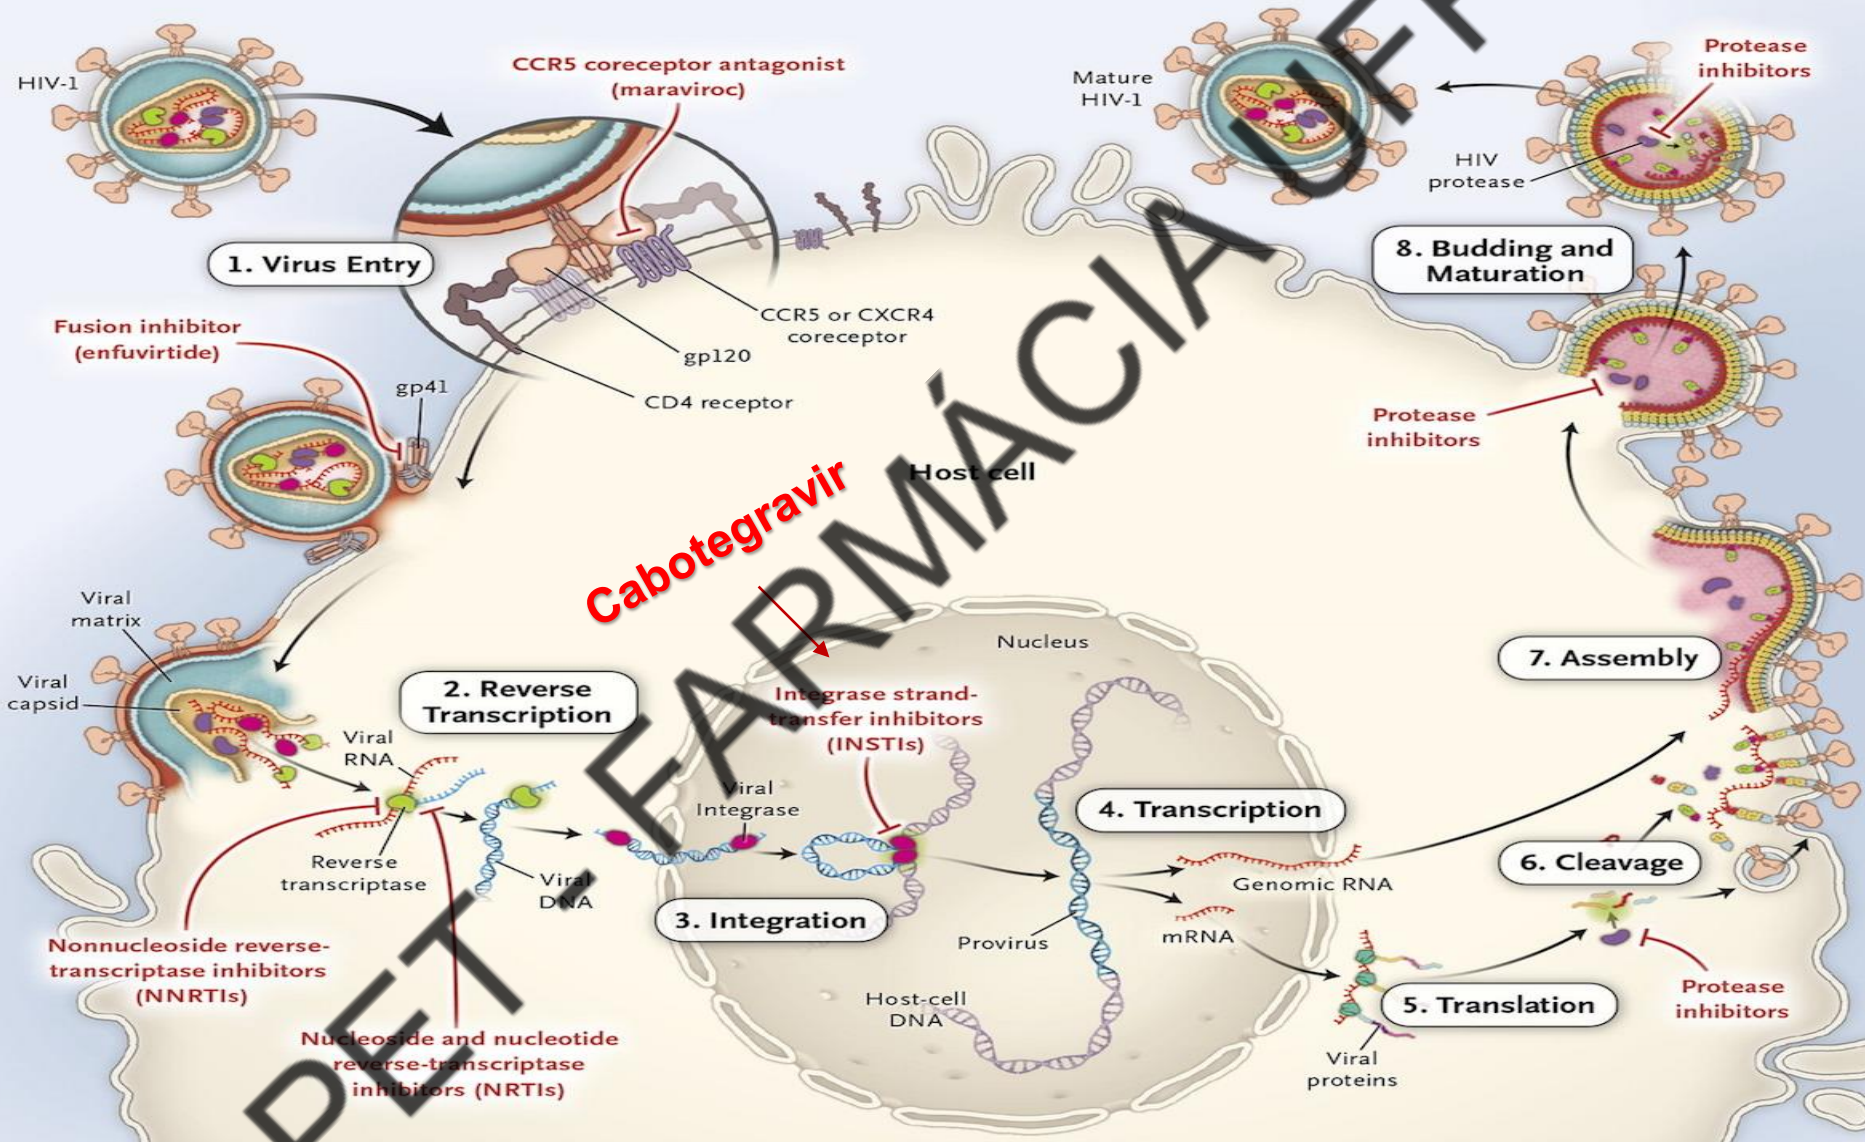 HIV-1
CCR5 coreceptor antagonist
(maraviroc)
1. Virus Entry
CCR5 or CXCR4
coreceptor
gp120
CD4 receptor
Fusion inhibitor
(enfuvirtide)
gp41
Viral
matrix
Viral
capsid
2. Reverse
Transcription
Viral
RNA
Reverse
transcriptase
Viral
DNA
Nonnucleoside reverse-
transcriptase inhibitors
(NNRTIs)
Nucleoside and nucleotide
reverse-transcriptase
inhibitors (NRTIs)
Host cell
Cabotegravir
Nucleus
Integrase strand-
transfer inhibitors
(INSTIs)
Viral
Integrase
3. Integration
4. Transcription
Genomic RNA
mRNA
Provirus
Host-cell
DNA
5. Translation
Viral
proteins
6. Cleavage
Protease
inhibitors
7. Assembly
Protease
inhibitors
8. Budding and
Maturation
HIV
protease
Protease
inhibitors
Mature
HIV-1
PET - FARMÁCIA